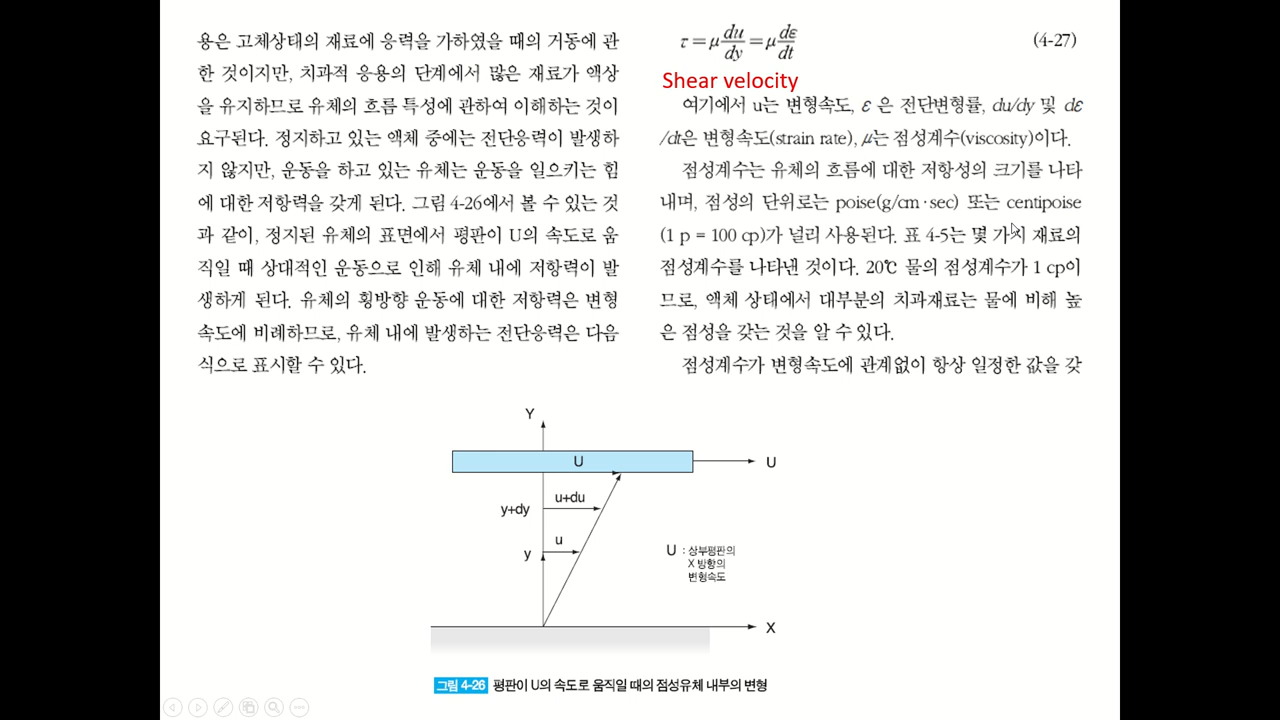 용은 고체상태의 재료에 응력을 가하였을 때의 거동에 관
한 것이지만, 치과적 응용의 단계에서 많은 재료가 액상
을 유지하므로 유체의 흐름 특성에 관하여 이해하는 것이
요구된다. 정지하고 있는 액체 중에는 전단응력이 발생하
지 않지만, 운동을 하고 있는 유체는 운동을 일으키는 힘
에 대한 저항력을 갖게 된다. 그림 4-26에서 볼 수 있는 것
과 같이, 정지된 유체의 표면에서 평판이 U의 속도로 움
직일 때 상대적인 운동으로 인해 유체 내에 저항력이 발
생하게 된다. 유체의 횡방향 운동에 대한 저항력은 변형
속도에 비례하므로, 유체 내에 발생하는 전단응력은 다음
식으로 표시할 수 있다.
τ = μ du/dy = μ dε/dt (4-27)
Shear velocity
여기에서 u는 변형속도, ε 은 전단변형률, du/dy 및 dε
/dt은 변형속도(strain rate), μ는 점성계수(viscosity)이다.
점성계수는 유체의 흐름에 대한 저항성의 크기를 나타
내며, 점성의 단위로는 poise(g/cm·sec) 또는 centipoise
(1 p = 100 cp)가 널리 사용된다. 표 4-5는 몇 가지 재료의
점성계수를 나타낸 것이다. 20℃ 물의 점성계수가 1 cp이
므로, 액체 상태에서 대부분의 치과재료는 물에 비해 높
은 점성을 갖는 것을 알 수 있다.
점성계수가 변형속도에 관계없이 항상 일정한 값을 갖
Y
U
U
y+dy
u+du
y
u
U : 상부평판의
X 방향의
변형속도
X
그림 4-26 평판이 U의 속도로 움직일 때의 점성유체 내부의 변형